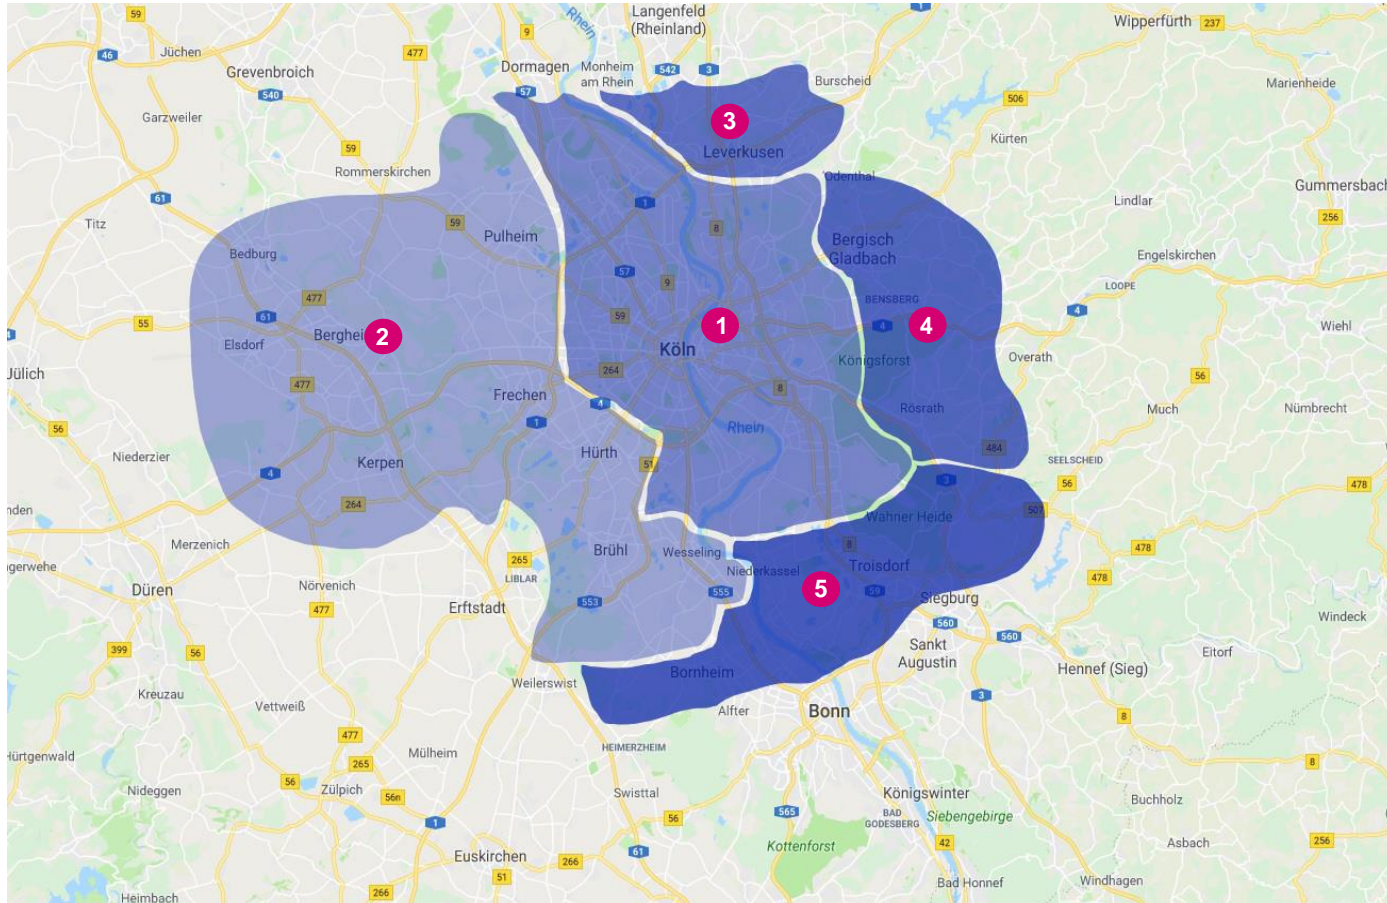 59
Rhein
Langenfeld
(Rheinland)
1
Wipperfürth
237
46
Jüchen
477
9
Grevenbroich
Dormagen
Monheim
am Rhein
542
3
Burscheid
Marienheide
540
57
506
Garzweiler
3
Kürten
59
Leverkusen
Rommerskirchen
Odenthal
Gummersbach
61
1
Lindlar
256
Titz
59
8
Pulheim
Bergisch
Gladbach
Bedburg
Engelskirchen
57
9
LOOPE
477
BENSBERG
4
61
59
55
4
1
4
4
Wiehl
Elsdorf
Berghei
2
Köln
Königsforst
Overath
Jülich
264
56
477
8
Frechen
4
Rösrath
Much
Nümbrecht
1
56
Rhein
Hürth
484
Niederzier
Kerpen
51
SEELSCHEID
4
3
56
478
478
264
507
nden
Wahner Heide
Merzenich
8
478
Brühl
Wesseling
gerwehe
265
Niederkassel
Troisdorf
LIBLAR
478
Düren
Nörvenich
5
553
555
59
Siegburg
477
Erftstadt
Windeck
560
560
399
56
Sankt
Augustin
Eitorf
Hennef (Sieg)
Bornheim
Weilerswist
Kreuzau
3
Vettweiß
Alfter
Bonn
8
477
HEIMERZHEIM
Mülheim
Hürtgenwald
265
8
56
Zülpich
56n
Nideggen
Swisttal
Königswinter
Buchholz
565
BAD
GODESBERG
Siebengebirge
56
1
Kottenforst
42
256
Asbach
61
Euskirchen
266
51
Bad Honnef
Windhagen
266
Heimbach